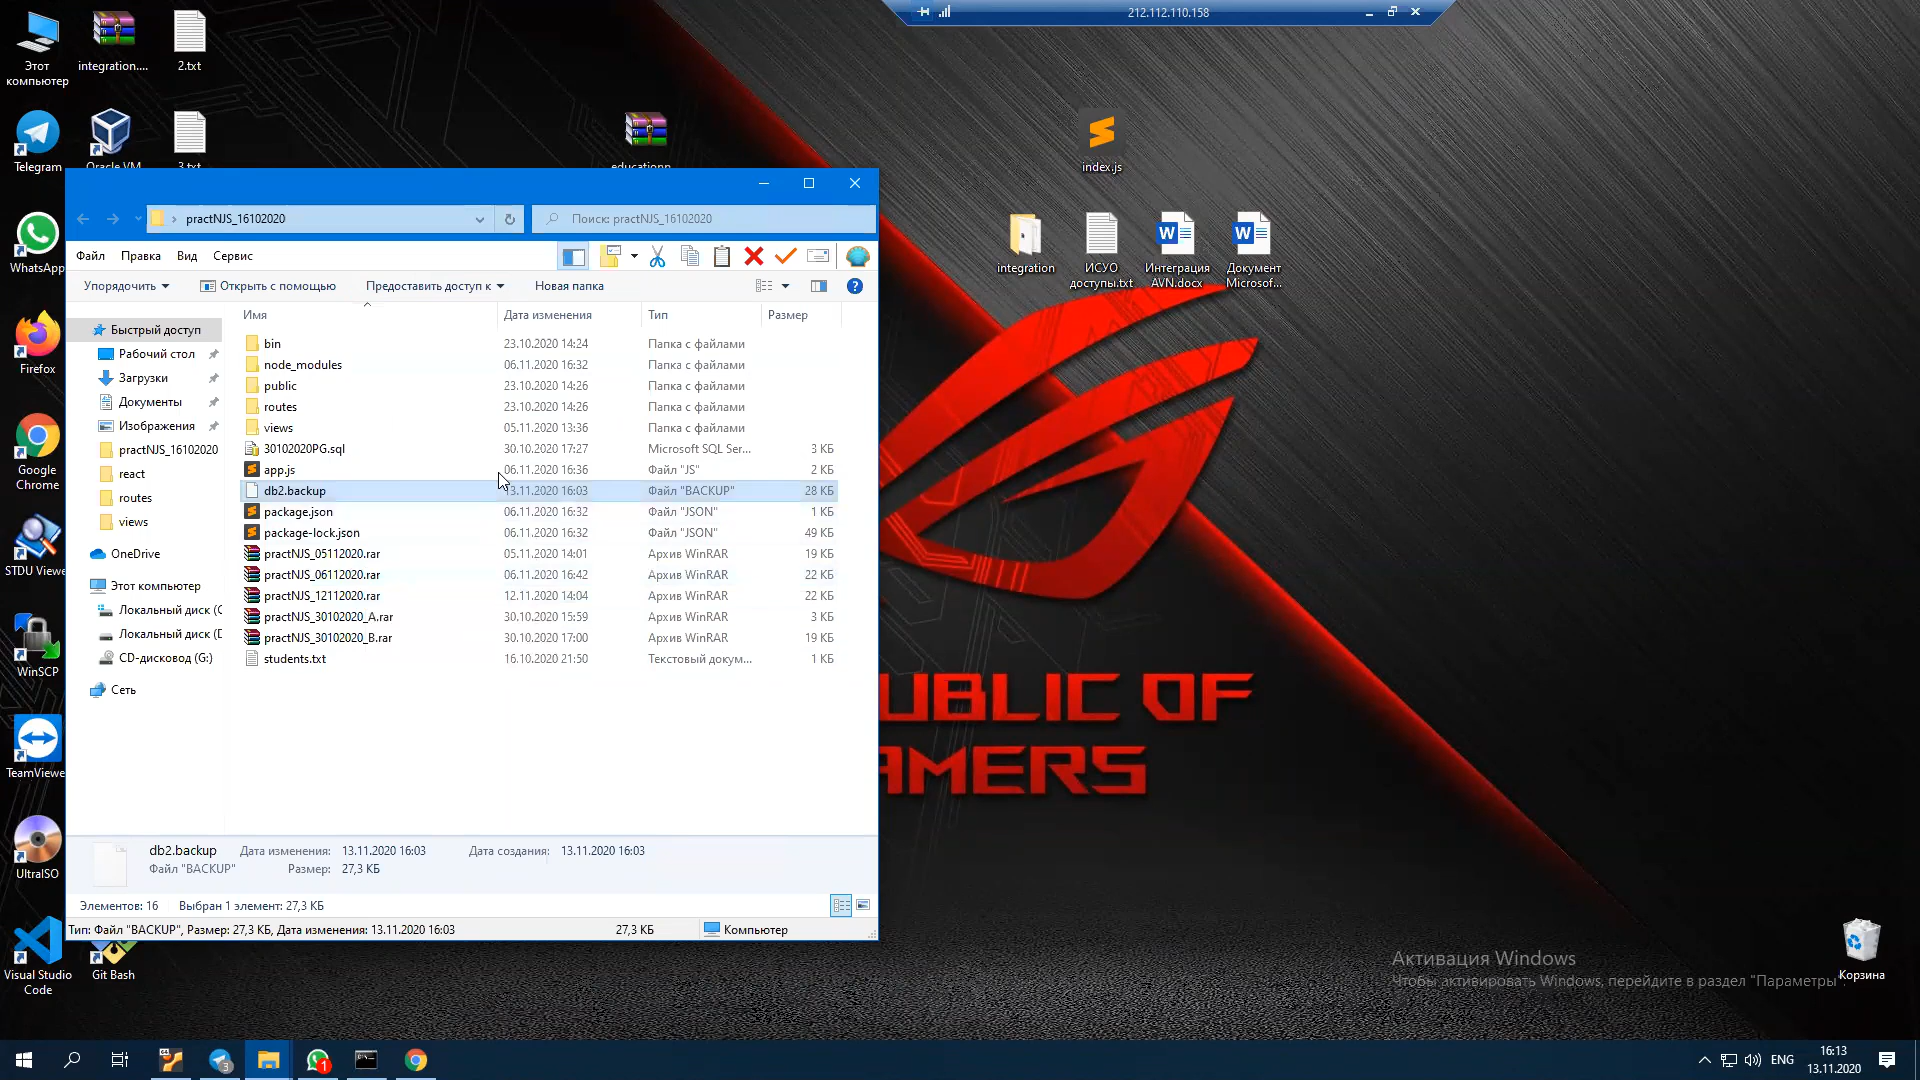 212.112.110.158
Этот
компьютер
integration....
2.txt
Telegram
Oracle VM
3.txt
educationn
index.js
WhatsApp
integration
ИСУО
доступы.txt
Интеграция
AVN.docx
Документ
Microsof...
Firefox
Google
Chrome
STDU Viewe
WinSCP
TeamViewe
UltraISO
Visual Studio
Code
Git Bash
Корзина
practNJS_16102020
Поиск: practNJS_16102020
Файл Правка Вид Сервис
Упорядочить Открыть с помощью Предоставить доступ к Новая папка
Имя Дата изменения Тип Размер
Быстрый доступ
Рабочий стол
Загрузки
Документы
Изображения
practNJS_16102020
react
routes
views
OneDrive
Этот компьютер
Локальный диск (C
Локальный диск (D
CD-дисковод (G:)
Сеть
bin 23.10.2020 14:24 Папка с файлами
node_modules 06.11.2020 16:32 Папка с файлами
public 23.10.2020 14:26 Папка с файлами
routes 23.10.2020 14:26 Папка с файлами
views 05.11.2020 13:36 Папка с файлами
30102020PG.sql 30.10.2020 17:27 Microsoft SQL Ser... 3 КБ
app.js 06.11.2020 16:36 Файл "JS" 2 КБ
db2.backup 13.11.2020 16:03 Файл "BACKUP" 28 КБ
package.json 06.11.2020 16:32 Файл "JSON" 1 КБ
package-lock.json 06.11.2020 16:32 Файл "JSON" 49 КБ
practNJS_05112020.rar 05.11.2020 14:01 Архив WinRAR 19 КБ
practNJS_06112020.rar 06.11.2020 16:42 Архив WinRAR 22 КБ
practNJS_12112020.rar 12.11.2020 14:04 Архив WinRAR 22 КБ
practNJS_30102020_A.rar 30.10.2020 15:59 Архив WinRAR 3 КБ
practNJS_30102020_B.rar 30.10.2020 17:00 Архив WinRAR 19 КБ
students.txt 16.10.2020 21:50 Текстовый докум... 1 КБ
db2.backup Дата изменения: 13.11.2020 16:03 Дата создания: 13.11.2020 16:03
Файл "BACKUP" Размер: 27,3 КБ
Элементов: 16 Выбран 1 элемент: 27,3 КБ
Тип: Файл "BACKUP", Размер: 27,3 КБ, Дата изменения: 13.11.2020 16:03 27,3 КБ Компьютер
UBLIC OF
AMERS
Активация Windows
Чтобы активировать Windows, перейдите в раздел "Параметры".
64
3
1
ENG
16:13
13.11.2020